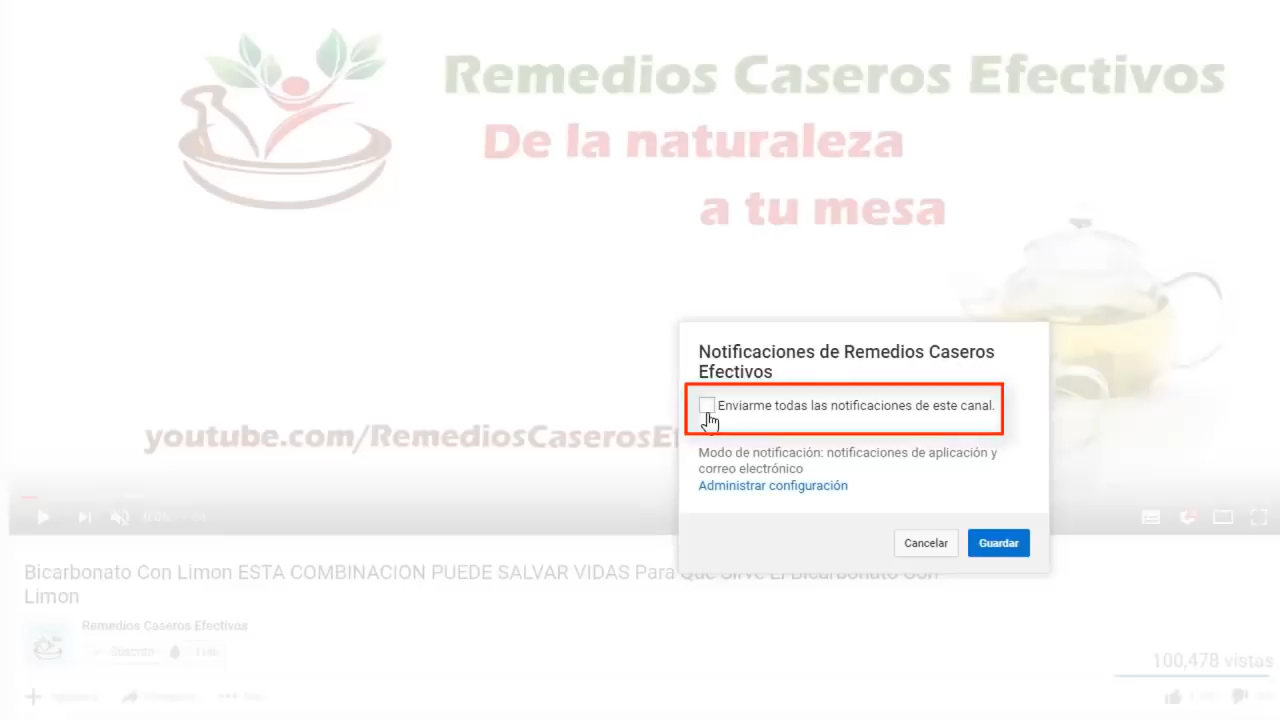 Remedios Caseros Efectivos
De la naturaleza
a tu mesa
Notificaciones de Remedios Caseros
Efectivos
Enviarme todas las notificaciones de este canal.
youtube.com/RemediosCaserosE
Modo de notificación: notificaciones de aplicación y
correo electrónico
Administrar configuración
Cancelar
Guardar
Bicarbonato Con Limon ESTA COMBINACION PUEDE SALVAR VIDAS Para Que Sirve El Bicarbonato Con
Limon
Remedios Caseros Efectivos
Suscrito
100,478 vistas